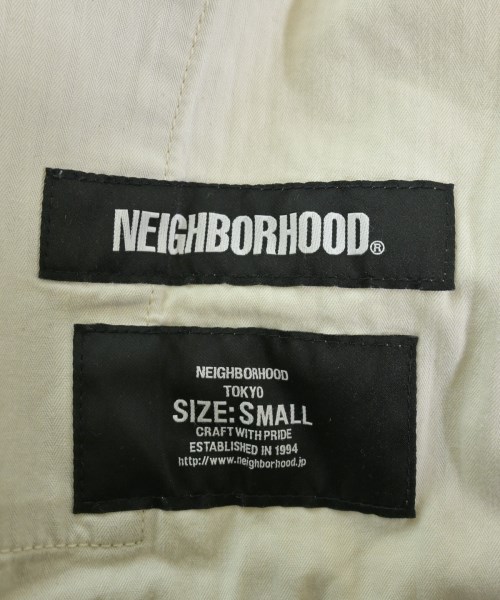 NEIGHBORHOOD®
NEIGHBORHOOD
TOKYO
SIZE: SMALL
CRAFT WITH PRIDE
ESTABLISHED IN 1994
http://www.neighborhood.jp